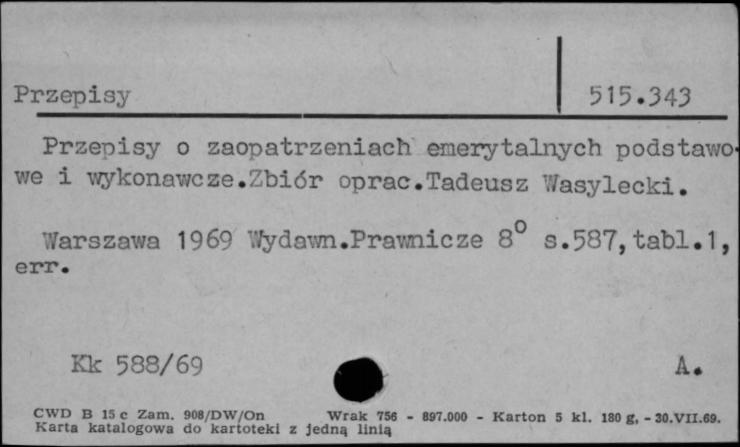 Przepisy 515.343
Przepisy o zaopatrzeniach emerytalnych podstawo-
we i wykonawcze.Zbiór oprac.Tadeusz Wasylecki.
Warszawa 1969 Wydawn.Prawnicze 8° s.587,tabl.1,
err.
Kk 588/69 A.
CWD B 15 c Zam. 908/DW/On Wrak 756 - 897.000 - Karton 5 kl. 180 g, - 30.VII.69.
Karta katalogowa do kartoteki z jedną linią